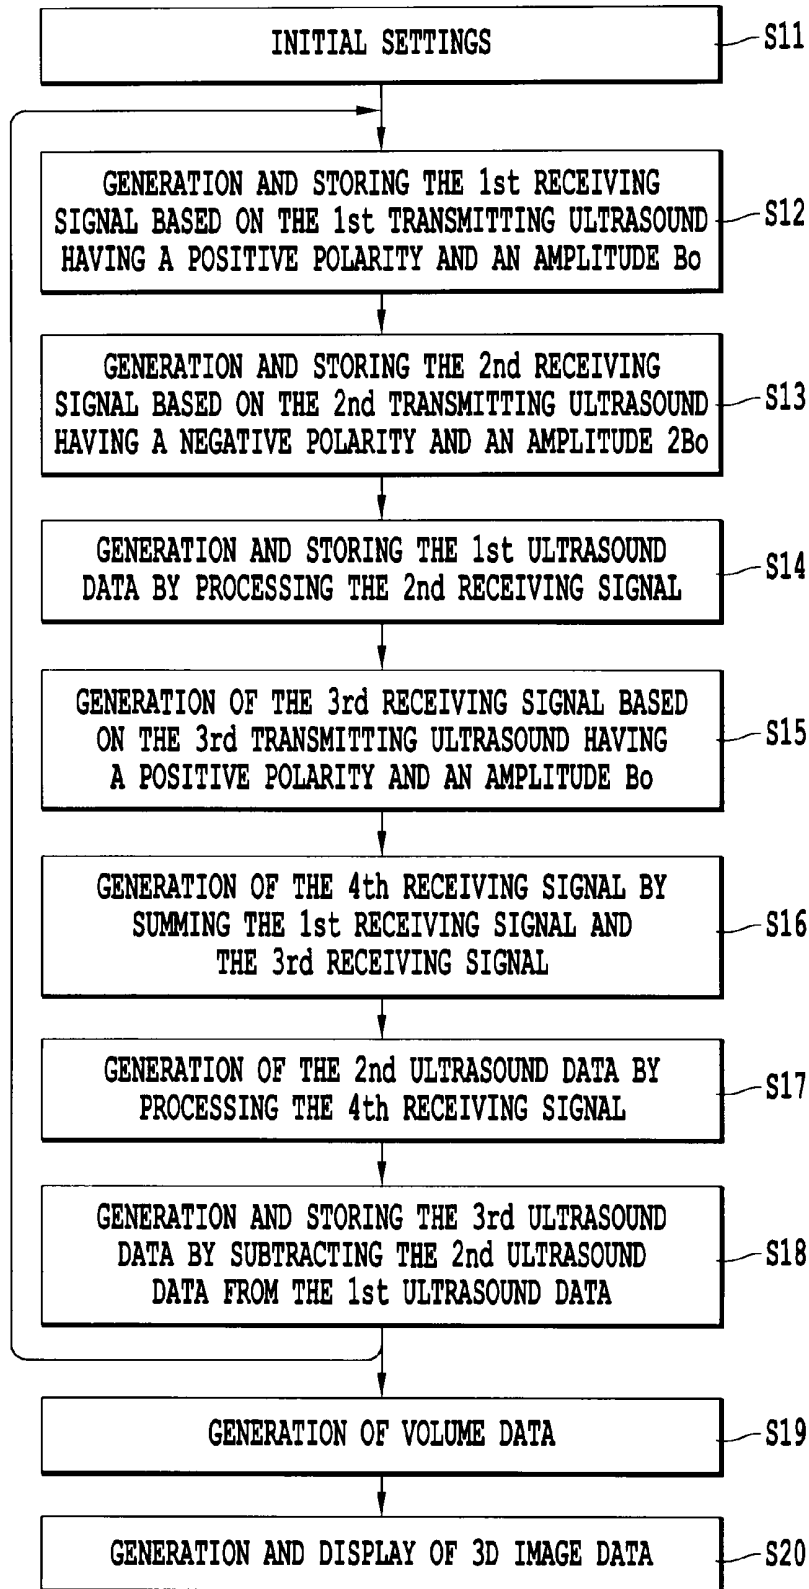 INITIAL SETTINGS
S11
GENERATION AND STORING THE 1st RECEIVING
SIGNAL BASED ON THE 1st TRANSMITTING ULTRASOUND
HAVING A POSITIVE POLARITY AND AN AMPLITUDE Bo
S12
GENERATION AND STORING THE 2nd RECEIVING
SIGNAL BASED ON THE 2nd TRANSMITTING ULTRASOUND
HAVING A NEGATIVE POLARITY AND AN AMPLITUDE 2Bo
S13
GENERATION AND STORING THE 1st ULTRASOUND
DATA BY PROCESSING THE 2nd RECEIVING SIGNAL
S14
GENERATION OF THE 3rd RECEIVING SIGNAL BASED
ON THE 3rd TRANSMITTING ULTRASOUND HAVING
A POSITIVE POLARITY AND AN AMPLITUDE Bo
S15
GENERATION OF THE 4th RECEIVING SIGNAL BY
SUMMING THE 1st RECEIVING SIGNAL AND
THE 3rd RECEIVING SIGNAL
S16
GENERATION OF THE 2nd ULTRASOUND DATA BY
PROCESSING THE 4th RECEIVING SIGNAL
S17
GENERATION AND STORING THE 3rd ULTRASOUND
DATA BY SUBTRACTING THE 2nd ULTRASOUND
DATA FROM THE 1st ULTRASOUND DATA
S18
GENERATION OF VOLUME DATA
S19
GENERATION AND DISPLAY OF 3D IMAGE DATA
S20